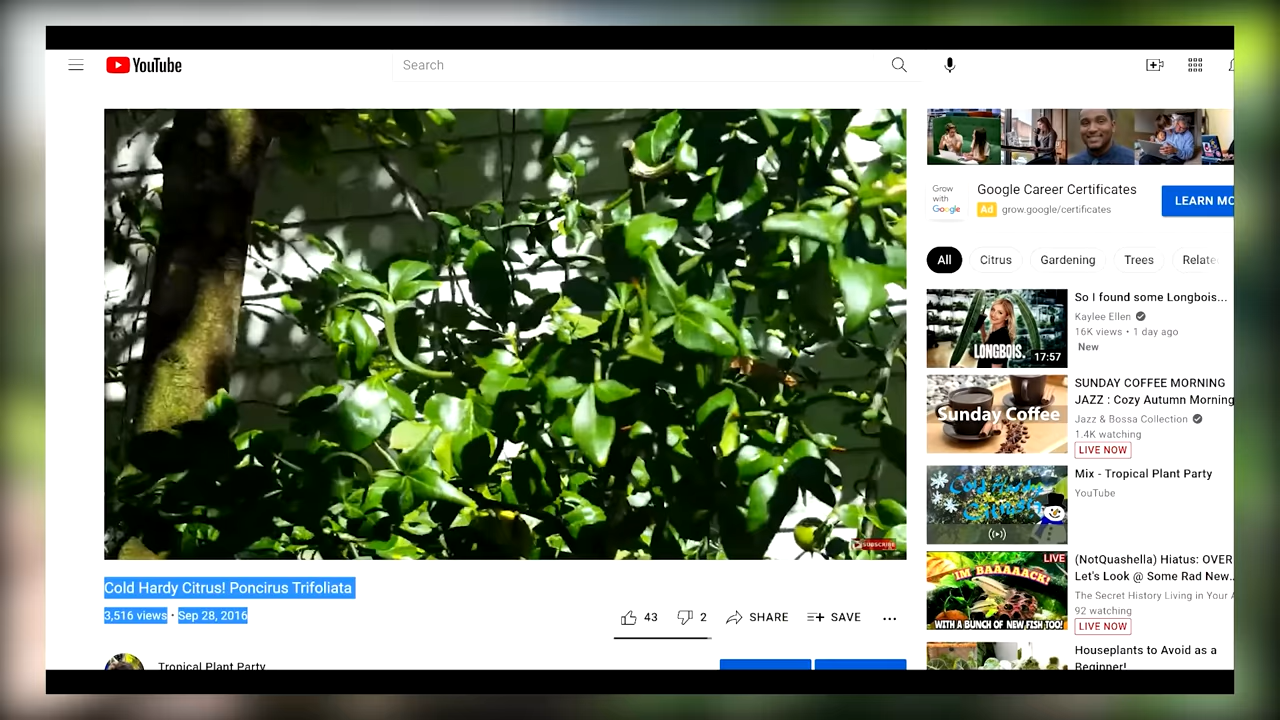 YouTube
Search
Grow
with
Google
Google Career Certificates
Ad grow.google/certificates
LEARN MO
All
Citrus
Gardening
Trees
Relate
So I found some Longbois...
Kaylee Ellen
16K views • 1 day ago
New
LONGBOIS.
17:57
SUNDAY COFFEE MORNING
JAZZ : Cozy Autumn Morning
Jazz & Bossa Collection
1.4K watching
LIVE NOW
Sunday Coffee
Mix - Tropical Plant Party
YouTube
Cold Hardy
Citrus!
(NotQuashella) Hiatus: OVER
Let's Look @ Some Rad New...
The Secret History Living in Your A
92 watching
LIVE NOW
LIVE
I'M BAAAAACK!
WITH A BUNCH OF NEW FISH TOO!
Houseplants to Avoid as a
Beginner!
SUBSCRIBE
Cold Hardy Citrus! Poncirus Trifoliata
3,516 views • Sep 28, 2016
43
2
SHARE
SAVE
Tropical Plant Party